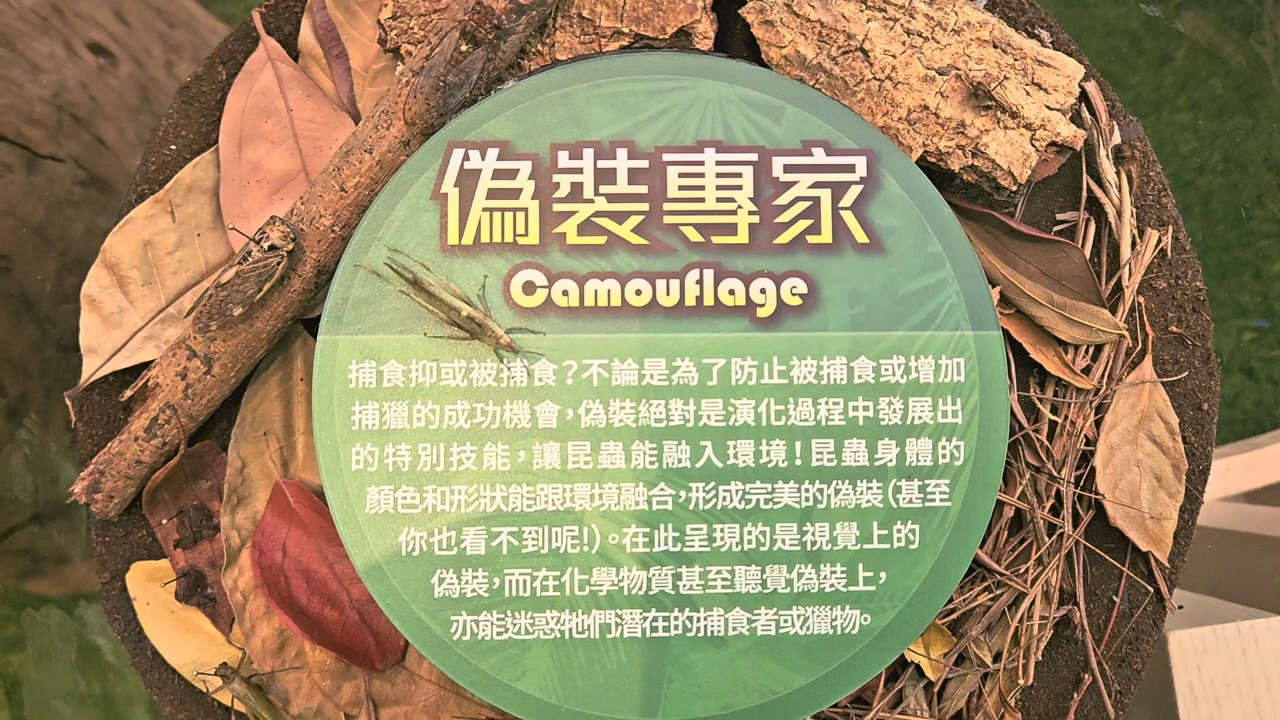 偽裝專家
Camouflage
捕食抑或被捕食？不論是為了防止被捕食或增加
捕獵的成功機會，偽裝絕對是演化過程中發展出
的特別技能，讓昆蟲能融入環境！昆蟲身體的
顏色和形狀能跟環境融合，形成完美的偽裝（甚至
你也看不到呢！）。在此呈現的是視覺上的
偽裝，而在化學物質甚至聽覺偽裝上，
亦能迷惑牠們潛在的捕食者或獵物。